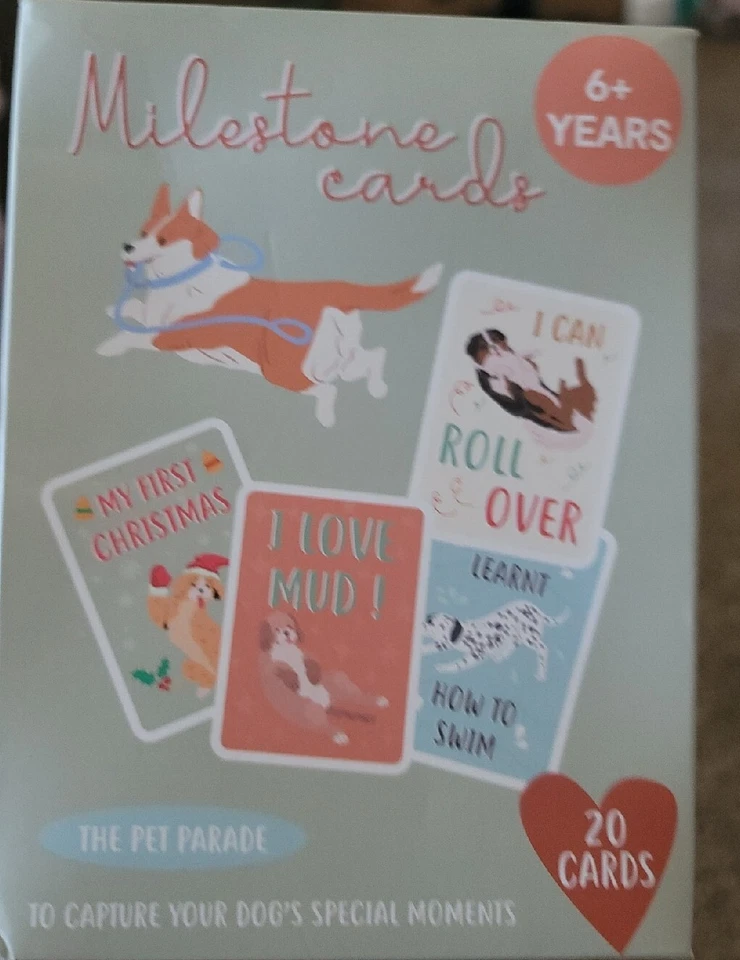 Milestone
cards
6+
YEARS
I CAN
ROLL
OVER
MY FIRST
CHRISTMAS
I LOVE
MUD !
LEARNT
HOW TO
SWIM
20
CARDS
THE PET PARADE
TO CAPTURE YOUR DOG'S SPECIAL MOMENTS